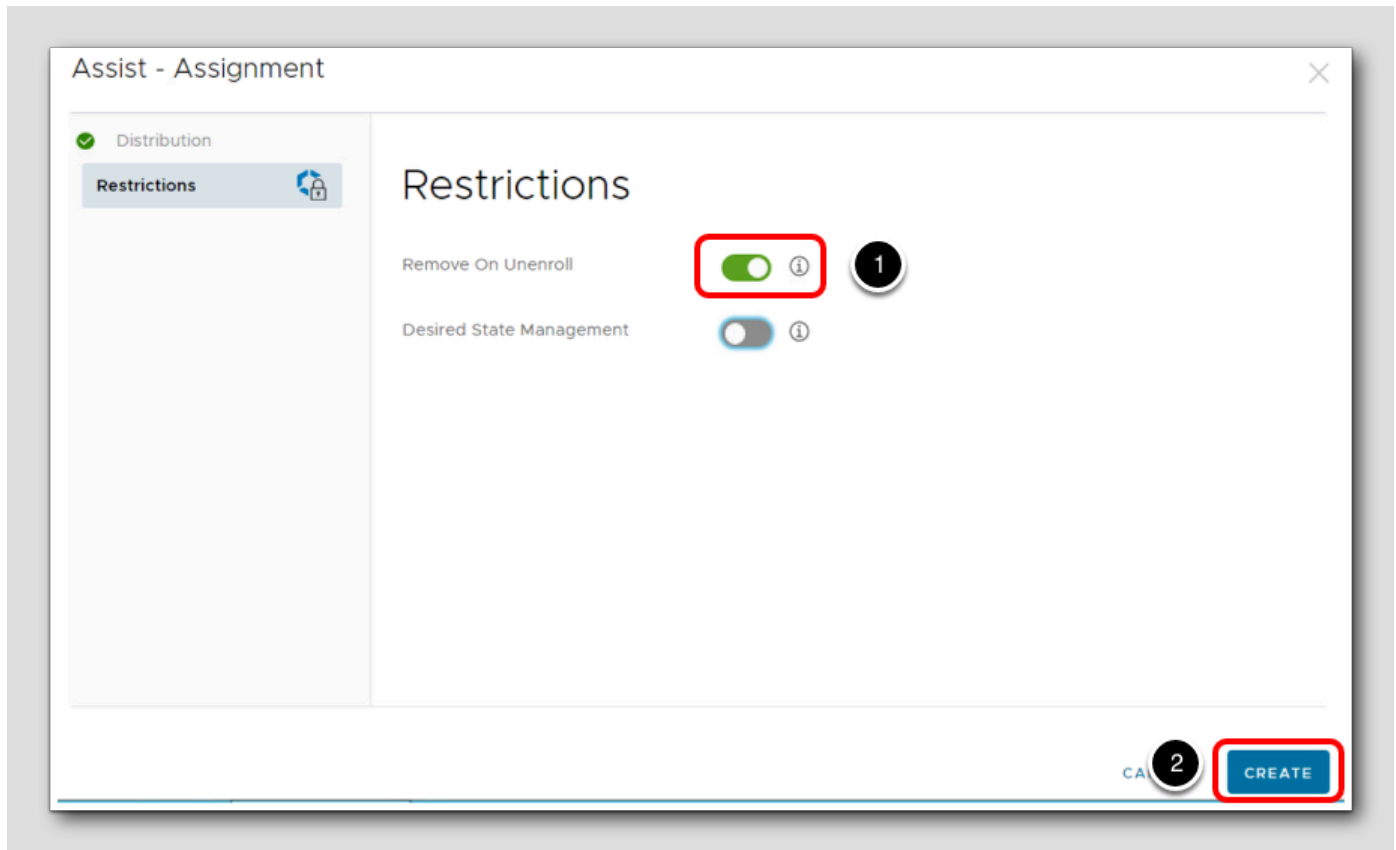 Assist - Assignment
Distribution
Restrictions
Restrictions
Remove On Unenroll
1
Desired State Management
2
CREATE